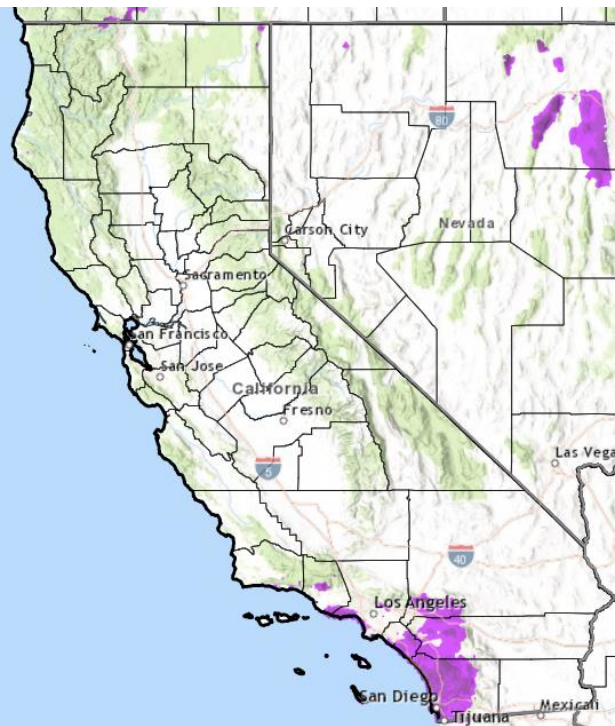 80
Nevada
Carson City
Sacramento
San Francisco
San Jose
California
Fresno
5
Las Vega
40
Los Angeles
San Diego
Tijuana
Mexicali